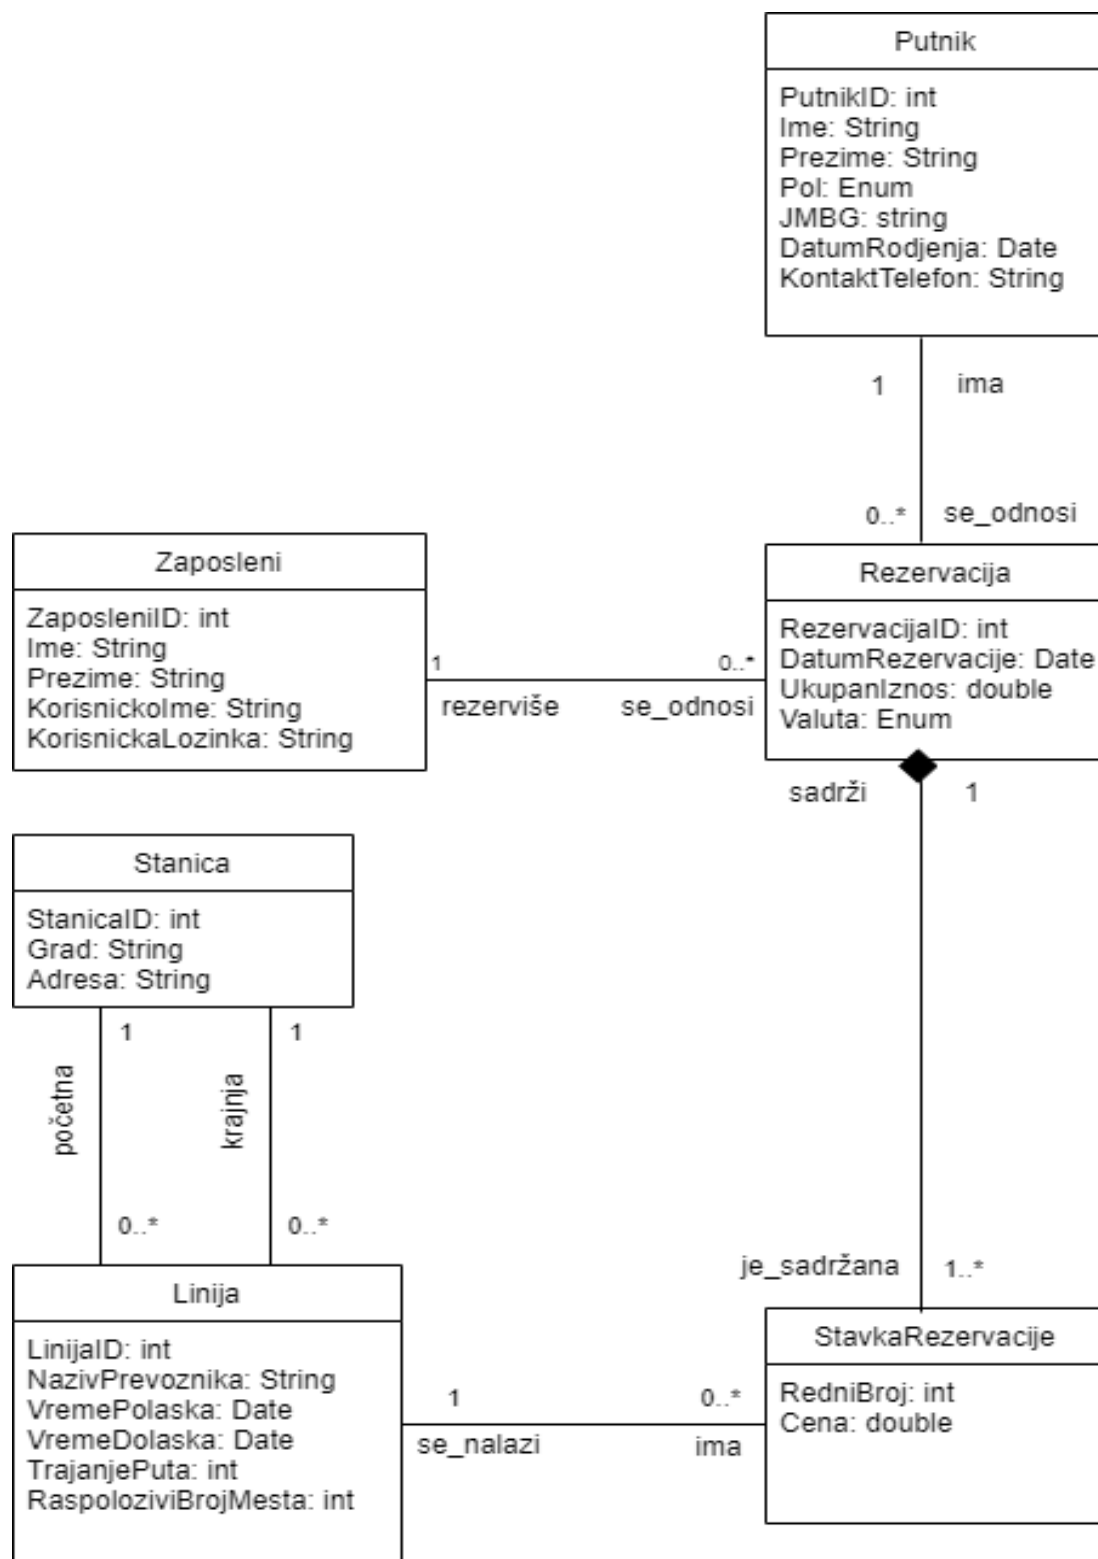 Putnik
PutnikID: int
Ime: String
Prezime: String
Pol: Enum
JMBG: string
DatumRodjenja: Date
KontaktTelefon: String
1
ima
0..*
se_odnosi
Zaposleni
ZaposleniID: int
Ime: String
Prezime: String
KorisnickoIme: String
KorisnickaLozinka: String
1
rezerviše
0..*
se_odnosi
Rezervacija
RezervacijaID: int
DatumRezervacije: Date
UkupanIznos: double
Valuta: Enum
sadrži
1
Stanica
StanicaID: int
Grad: String
Adresa: String
1
1
početna
krajnja
0..*
0..*
je_sadržana
1..*
Linija
LinijaID: int
NazivPrevoznika: String
VremePolaska: Date
VremeDolaska: Date
TrajanjePuta: int
RaspoloziviBrojMesta: int
1
se_nalazi
0..*
ima
StavkaRezervacije
RedniBroj: int
Cena: double